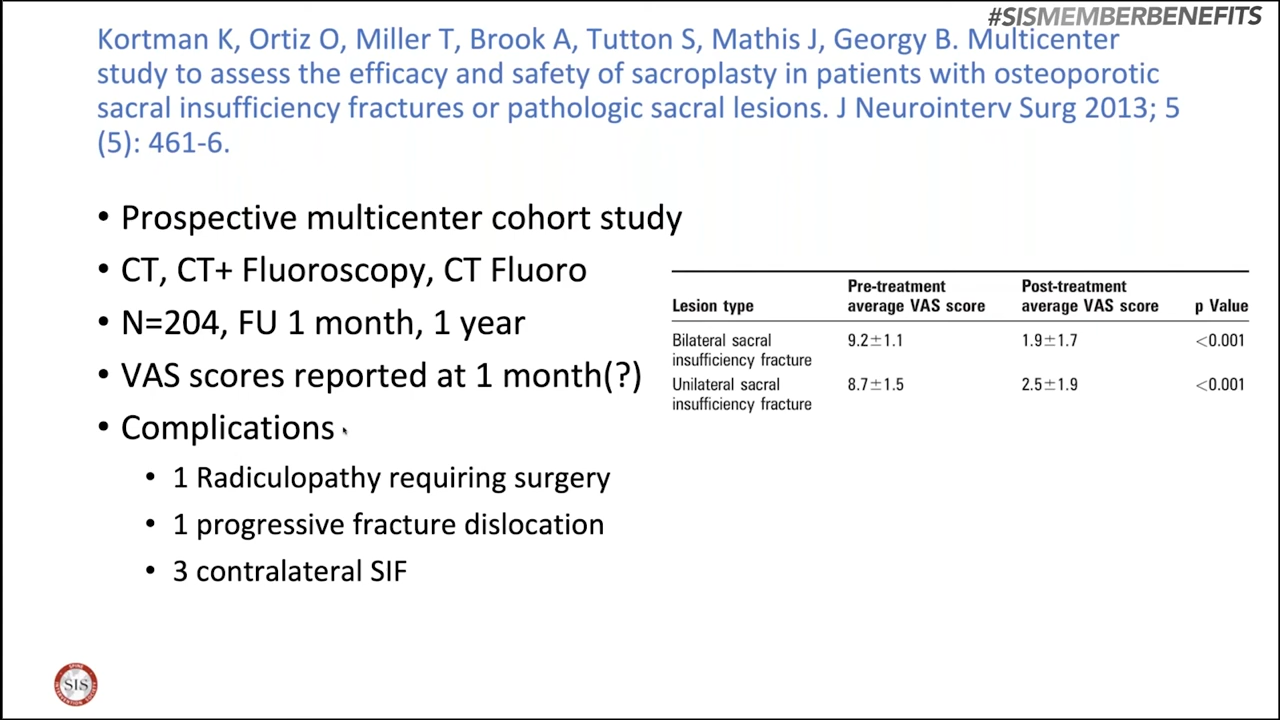 #SISMEMBERBENEFITS
Kortman K, Ortiz O, Miller T, Brook A, Tutton S, Mathis J, Georgy B. Multicenter
study to assess the efficacy and safety of sacroplasty in patients with osteoporotic
sacral insufficiency fractures or pathologic sacral lesions. J Neurointerv Surg 2013; 5
(5): 461-6.
• Prospective multicenter cohort study
• CT, CT+ Fluoroscopy, CT Fluoro
• N=204, FU 1 month, 1 year
• VAS scores reported at 1 month(?)
• Complications
• 1 Radiculopathy requiring surgery
• 1 progressive fracture dislocation
• 3 contralateral SIF
Pre-treatment Post-treatment
Lesion type average VAS score average VAS score p Value
Bilateral sacral 9.2±1.1 1.9±1.7 <0.001
insufficiency fracture
Unilateral sacral 8.7±1.5 2.5±1.9 <0.001
insufficiency fracture
SPINE
SIS
INTERVENTION SOCIETY